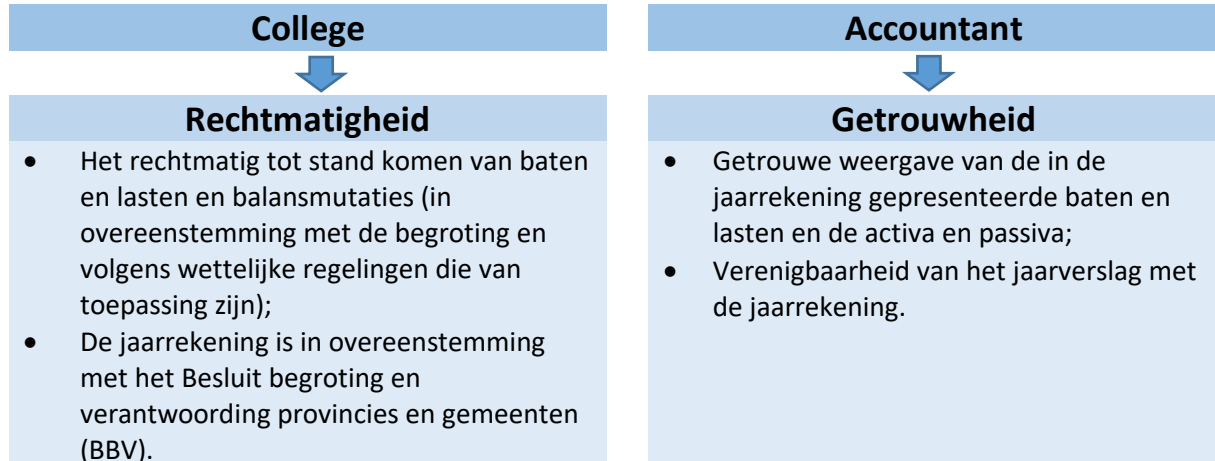 College
Rechtmatigheid
• Het rechtmatig tot stand komen van baten
en lasten en balansmutaties (in
overeenstemming met de begroting en
volgens wettelijke regelingen die van
toepassing zijn);
• De jaarrekening is in overeenstemming
met het Besluit begroting en
verantwoording provincies en gemeenten
(BBV).
Accountant
Getrouwheid
• Getrouwe weergave van de in de
jaarrekening gepresenteerde baten en
lasten en de activa en passiva;
• Verenigbaarheid van het jaarverslag met
de jaarrekening.